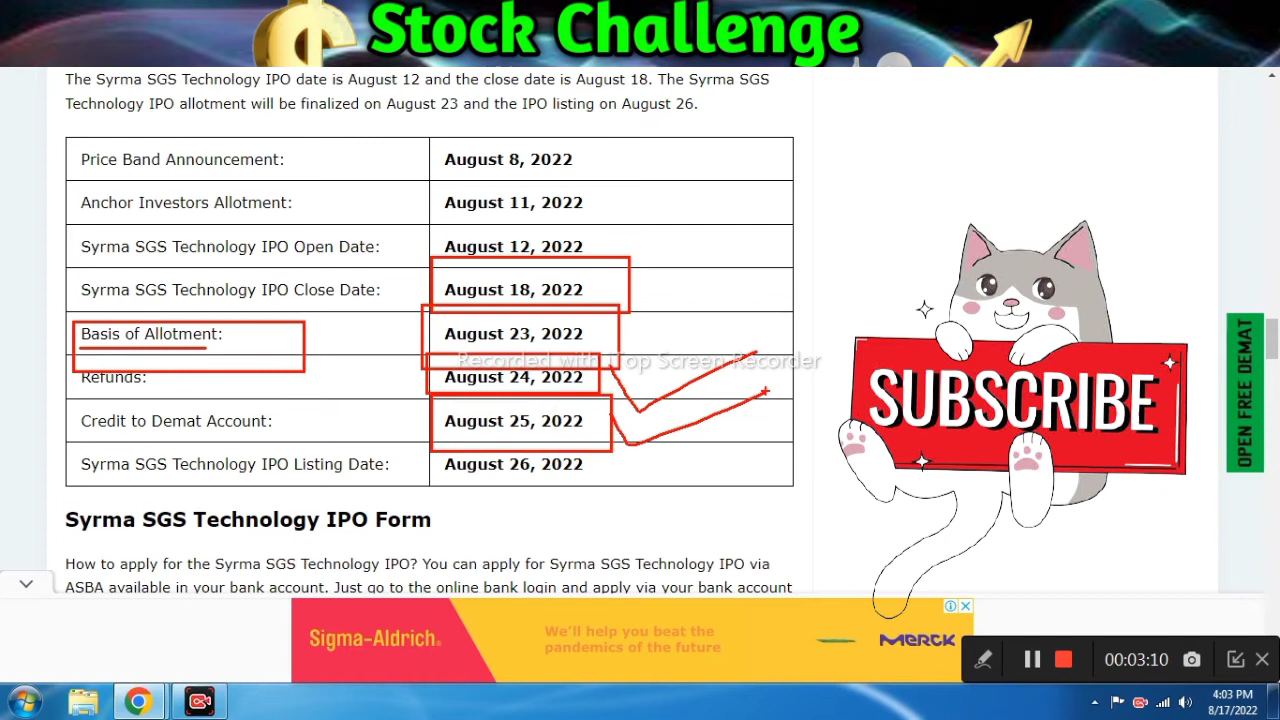 Stock Challenge
The Syrma SGS Technology IPO date is August 12 and the close date is August 18. The Syrma SGS
Technology IPO allotment will be finalized on August 23 and the IPO listing on August 26.
Price Band Announcement: August 8, 2022
Anchor Investors Allotment: August 11, 2022
Syrma SGS Technology IPO Open Date: August 12, 2022
Syrma SGS Technology IPO Close Date: August 18, 2022
Basis of Allotment: August 23, 2022
Recorded with iTop Screen Recorder
Refunds: August 24, 2022
Credit to Demat Account: August 25, 2022
Syrma SGS Technology IPO Listing Date: August 26, 2022
SUBSCRIBE
OPEN FREE DEMAT
Syrma SGS Technology IPO Form
How to apply for the Syrma SGS Technology IPO? You can apply for Syrma SGS Technology IPO via
ASBA available in your bank account. Just go to the online bank login and apply via your bank account
Sigma-Aldrich®
We'll help you beat the
pandemics of the future
MERCK
00:03:10
4:03 PM
8/17/2022